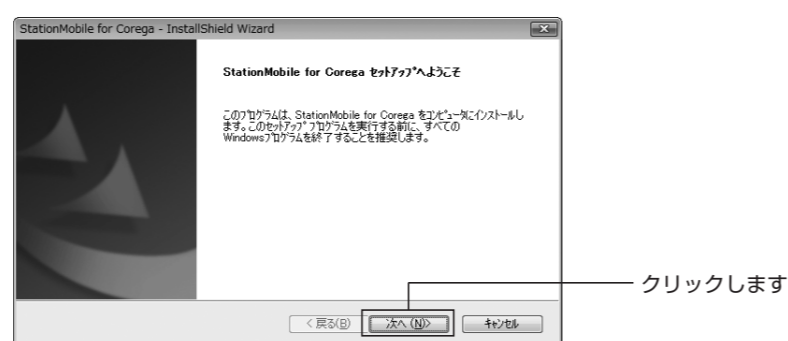 StationMobile for Corega - InstallShield Wizard
StationMobile for Corega ｾｯﾄｱｯﾌﾟへようこそ
このﾌﾟﾛｸﾞﾗﾑは、StationMobile for Corega をｺﾝﾋﾟｭｰﾀにｲﾝｽﾄｰﾙし
ます。このｾｯﾄｱｯﾌﾟ ﾌﾟﾛｸﾞﾗﾑを実行する前に、すべての
Windowsﾌﾟﾛｸﾞﾗﾑを終了することを推奨します。
クリックします
< 戻る(B)
次へ (N)>
ｷｬﾝｾﾙ